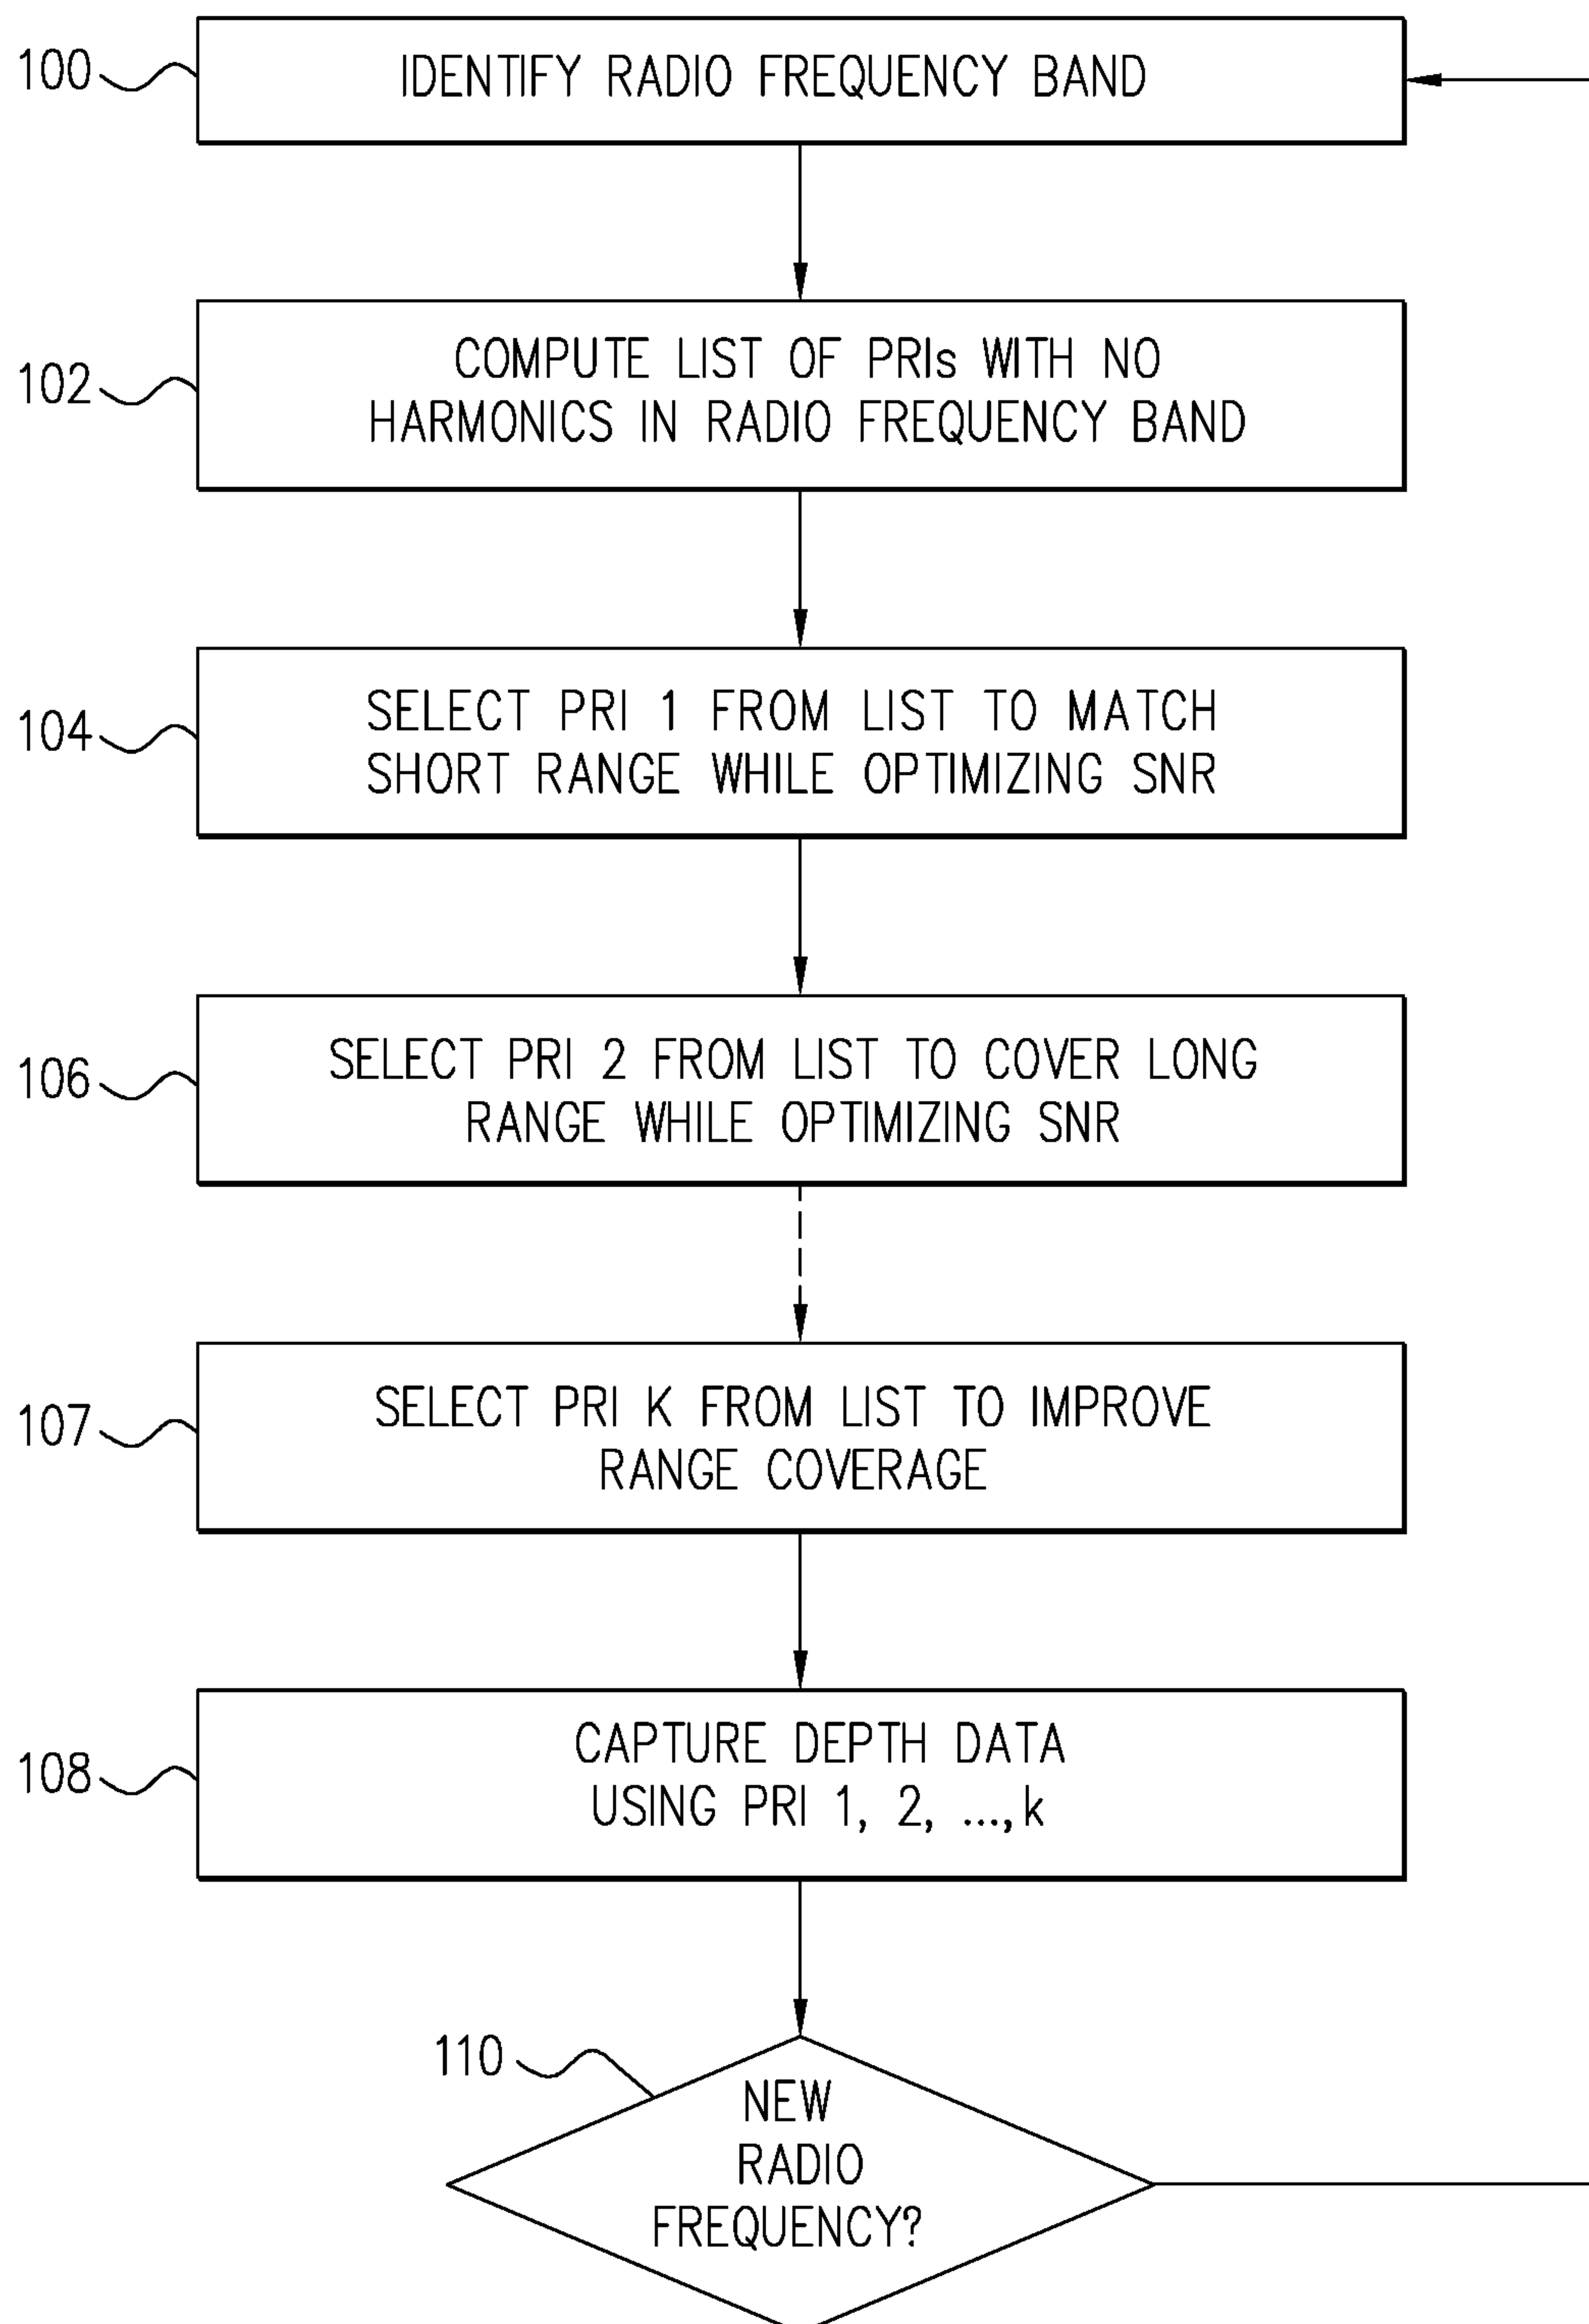 100
IDENTIFY RADIO FREQUENCY BAND
102
COMPUTE LIST OF PRIs WITH NO
HARMONICS IN RADIO FREQUENCY BAND
104
SELECT PRI 1 FROM LIST TO MATCH
SHORT RANGE WHILE OPTIMIZING SNR
106
SELECT PRI 2 FROM LIST TO COVER LONG
RANGE WHILE OPTIMIZING SNR
107
SELECT PRI K FROM LIST TO IMPROVE
RANGE COVERAGE
108
CAPTURE DEPTH DATA
USING PRI 1, 2, ...,k
110
NEW
RADIO
FREQUENCY?